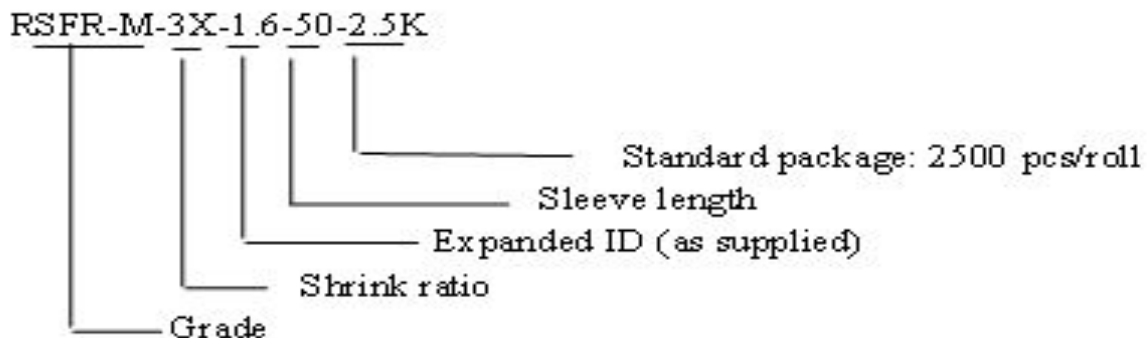 RSFR-M-3X-1.6-50-2.5K
Standard package: 2500 pcs/roll
Sleeve length
Expanded ID (as supplied)
Shrink ratio
Grade